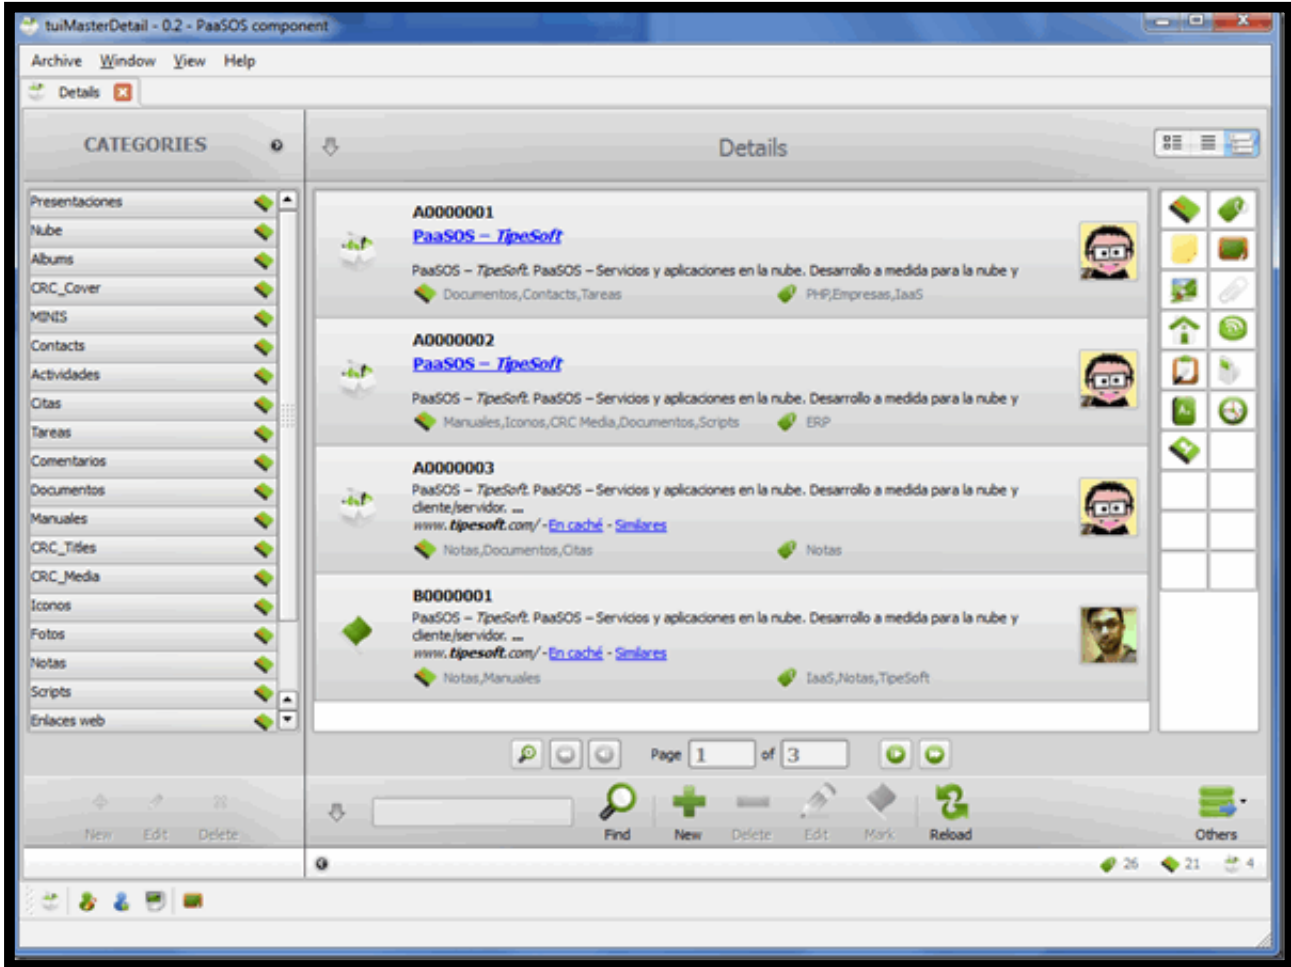 tuiMasterDetail - 0.2 - PaaSOS component
Archive Window View Help
Details
CATEGORIES
Details
Presentaciones
Nube
Albums
CRC_Cover
MINIS
Contacts
Actividades
Citas
Tareas
Comentarios
Documentos
Manuales
CRC_Titles
CRC_Media
Iconos
Fotos
Notas
Scripts
Enlaces web
A0000001
PaaSOS – TipeSoft
PaaSOS – TipeSoft. PaaSOS – Servicios y aplicaciones en la nube. Desarrollo a medida para la nube y
Documentos,Contacts,Tareas PHP,Empresas,IaaS
A0000002
PaaSOS – TipeSoft
PaaSOS – TipeSoft. PaaSOS – Servicios y aplicaciones en la nube. Desarrollo a medida para la nube y
Manuales,Iconos,CRC Media,Documentos,Scripts ERP
A0000003
PaaSOS – TipeSoft. PaaSOS – Servicios y aplicaciones en la nube. Desarrollo a medida para la nube y
cliente/servidor. ...
www.tipesoft.com/ -En caché - Similares
Notas,Documentos,Citas Notas
B0000001
PaaSOS – TipeSoft. PaaSOS – Servicios y aplicaciones en la nube. Desarrollo a medida para la nube y
cliente/servidor. ...
www.tipesoft.com/ -En caché - Similares
Notas,Manuales IaaS,Notas,TipeSoft
Page 1 of 3
New Edit Delete
Find New Delete Edit Mark Reload Others
26 21 4